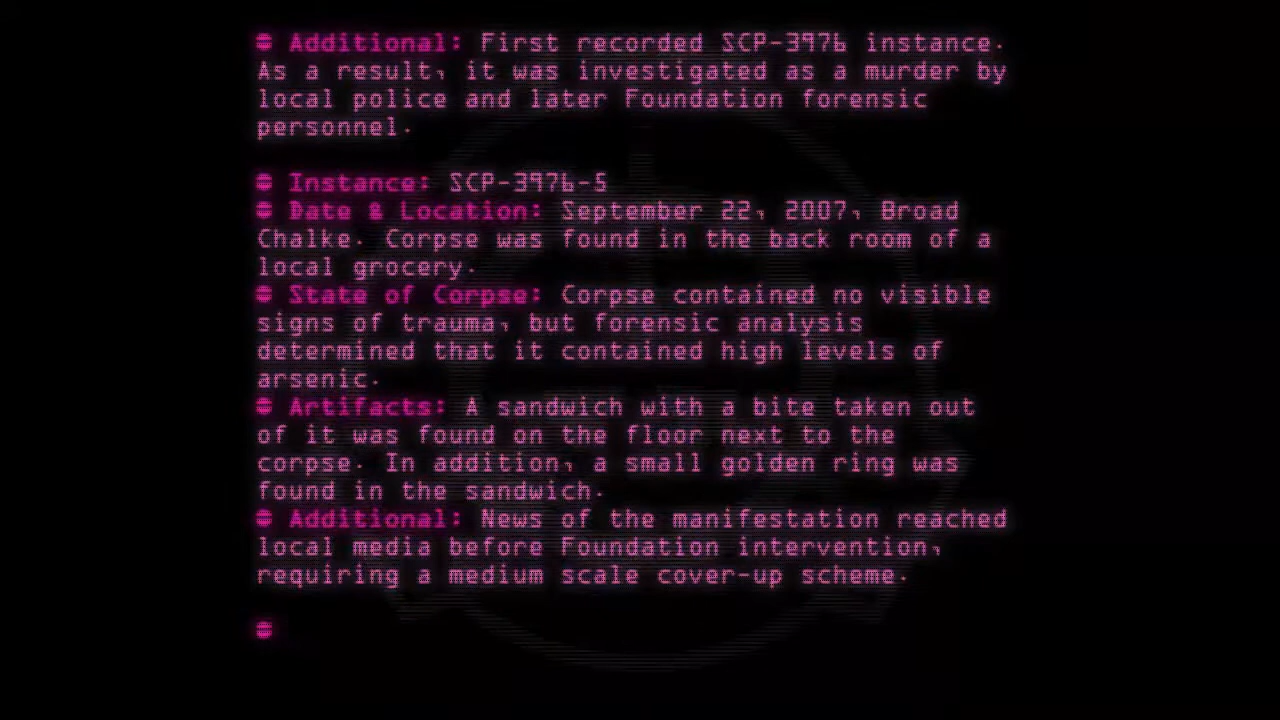 Additional: First recorded SCP-3976 instance.
As a result, it was investigated as a murder by
local police and later Foundation forensic
personnel.
Instance: SCP-3976-5
Date & Location: September 22, 2007, Broad
Chalke. Corpse was found in the back room of a
local grocery.
State of Corpse: Corpse contained no visible
signs of trauma, but forensic analysis
determined that it contained high levels of
arsenic.
Artifacts: A sandwich with a bite taken out
of it was found on the floor next to the
corpse. In addition, a small golden ring was
found in the sandwich.
Additional: News of the manifestation reached
local media before Foundation intervention,
requiring a medium scale cover-up scheme.